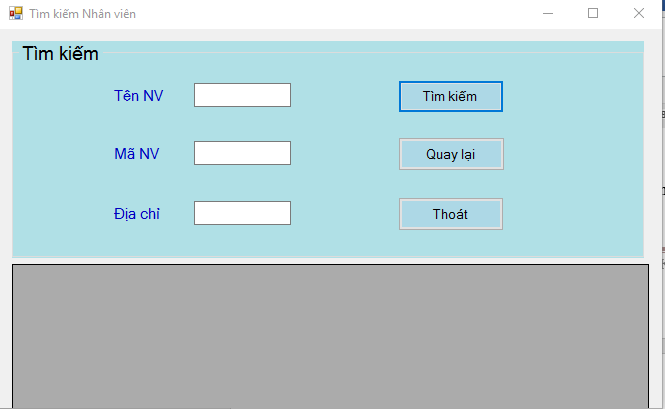 Tìm kiếm Nhân viên
Tìm kiếm
Tên NV
Tìm kiếm
Mã NV
Quay lại
Địa chỉ
Thoát